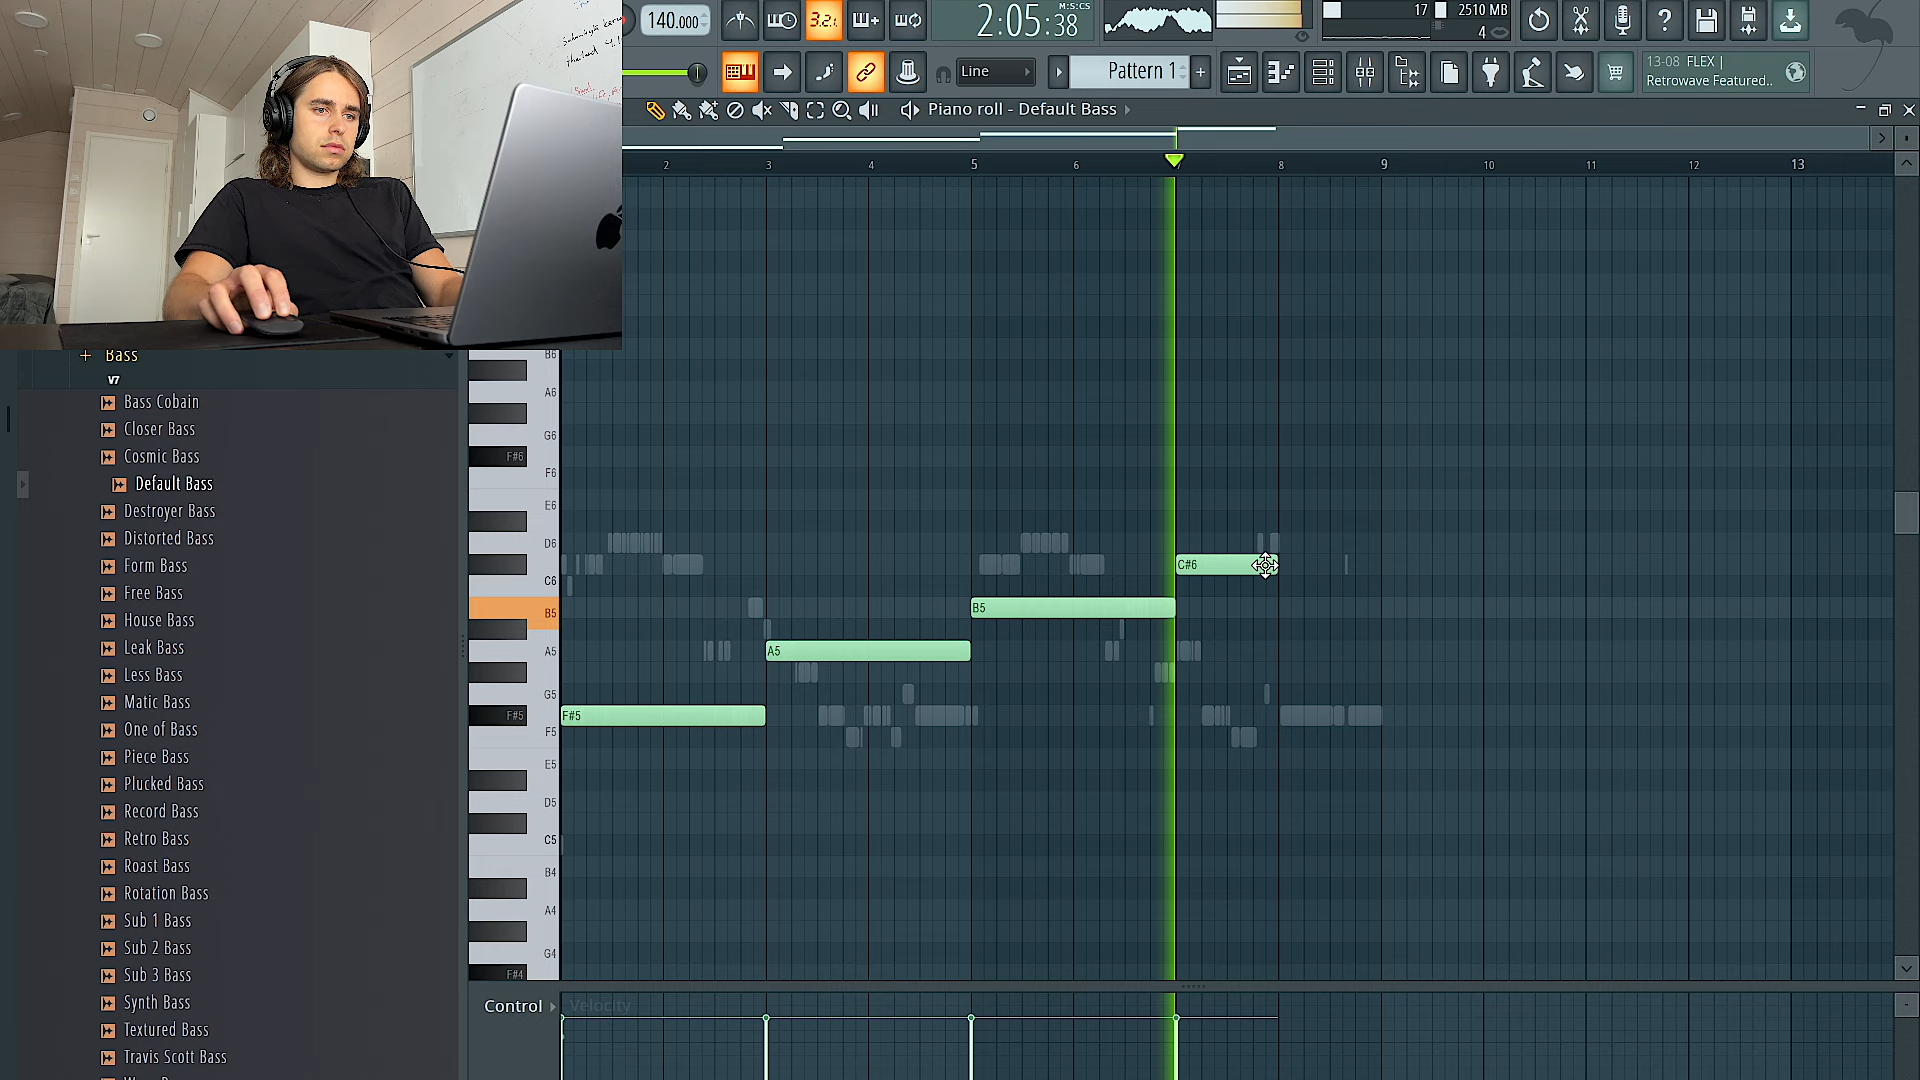 140.000
3.2.1
2:05:38
M:S:CS
17
2510 MB
4
Line
Pattern 1
13-08 FLEX |
Retrowave Featured..
Piano roll - Default Bass
2 3 4 5 6 7 8 9 10 11 12 13
Bass
V7
Bass Cobain
Closer Bass
Cosmic Bass
Default Bass
Destroyer Bass
Distorted Bass
Form Bass
Free Bass
House Bass
Leak Bass
Less Bass
Matic Bass
One of Bass
Piece Bass
Plucked Bass
Record Bass
Retro Bass
Roast Bass
Rotation Bass
Sub 1 Bass
Sub 2 Bass
Sub 3 Bass
Synth Bass
Textured Bass
Travis Scott Bass
B6
A6
G6
F#6
F6
E6
D6
C6
B5
A5
G5
F#5
F5
E5
D5
C5
B4
A4
G4
F#4
C#6
B5
A5
F#5
Control
Velocity